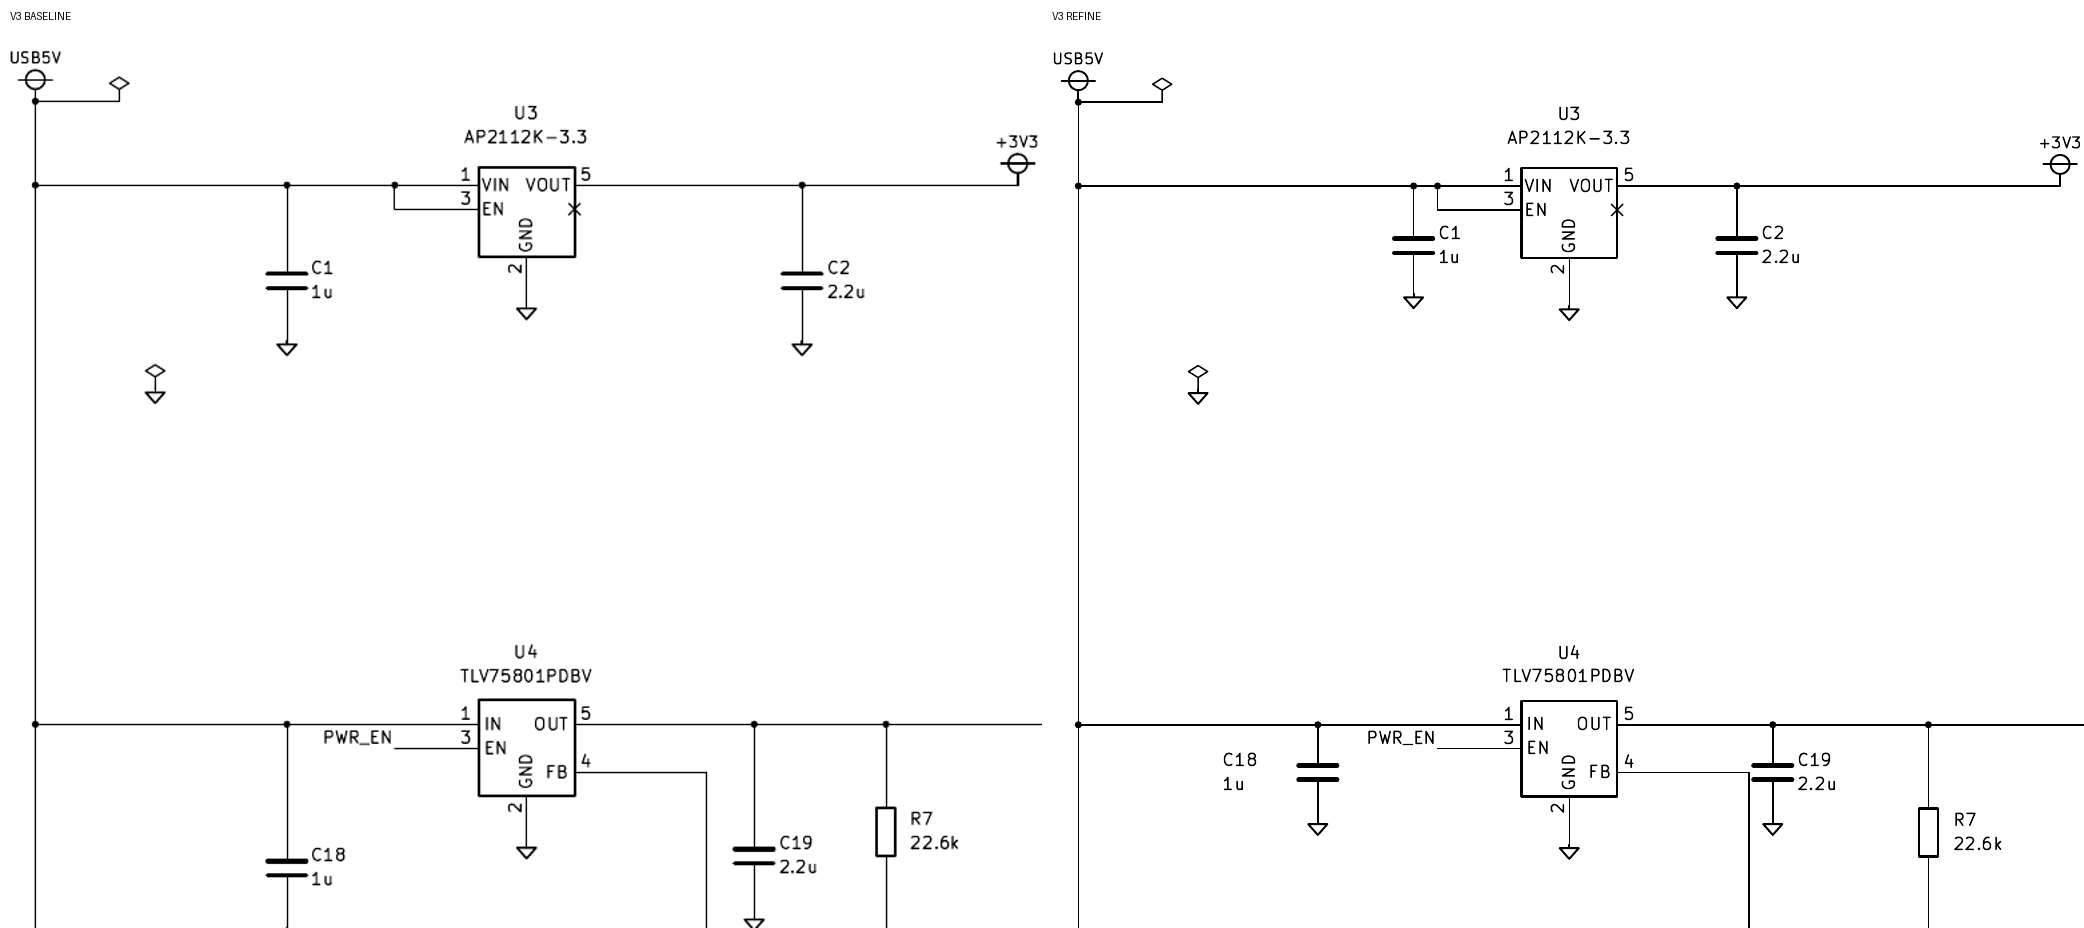 V3 BASELINE
USB5V
U3
AP2112K-3.3
+3V3
1
VIN
VOUT
5
3
EN
GND
2
C1
1u
C2
2.2u
U4
TLV75801PDBV
1
IN
OUT
5
PWR_EN
3
EN
FB
4
GND
2
R7
22.6k
C18
1u
C19
2.2u
V3 REFINE
USB5V
U3
AP2112K-3.3
+3V3
1
VIN
VOUT
5
3
EN
GND
2
C1
1u
C2
2.2u
U4
TLV75801PDBV
1
IN
OUT
5
PWR_EN
3
EN
FB
4
GND
2
C18
1u
C19
2.2u
R7
22.6k